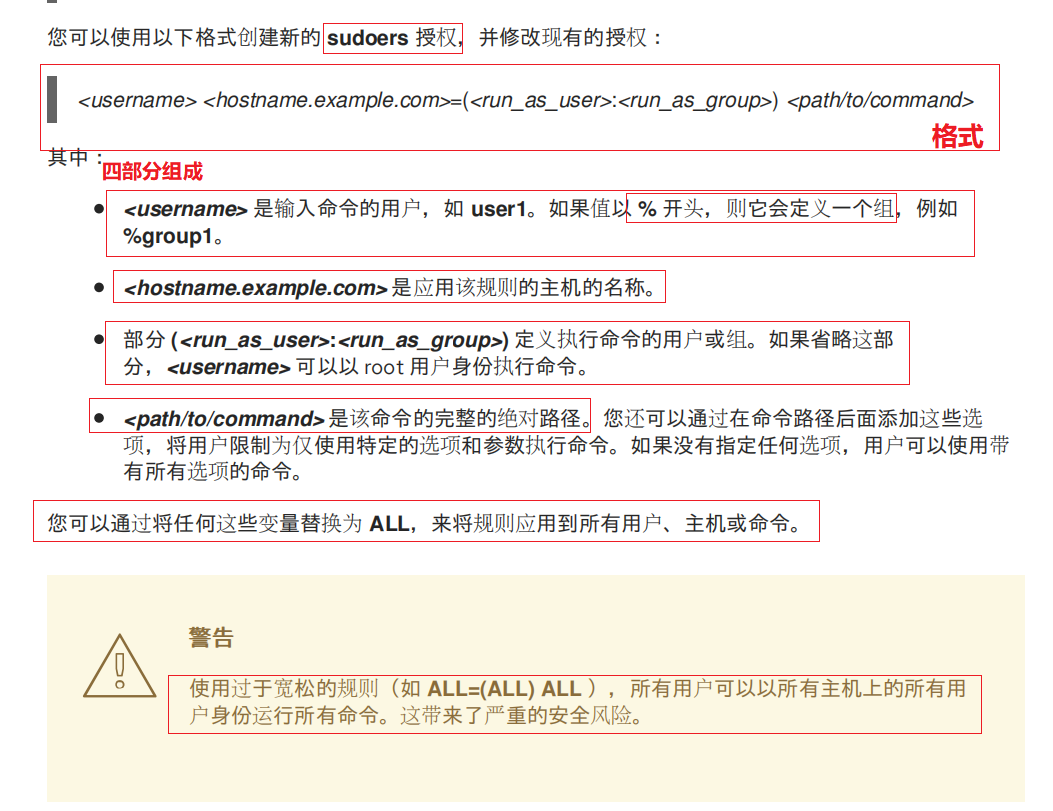 您可以使用以下格式创建新的 sudoers 授权，并修改现有的授权：
<username> <hostname.example.com>=(<run_as_user>:<run_as_group>) <path/to/command>
格式
其中：
四部分组成
● <username> 是输入命令的用户，如 user1。如果值以 % 开头，则它会定义一个组，例如
%group1。
● <hostname.example.com> 是应用该规则的主机的名称。
● 部分 (<run_as_user>:<run_as_group>) 定义执行命令的用户或组。如果省略这部
分，<username> 可以以 root 用户身份执行命令。
● <path/to/command> 是该命令的完整的绝对路径。您还可以通过在命令路径后面添加这些选
项，将用户限制为仅使用特定的选项和参数执行命令。如果没有指定任何选项，用户可以使用带
有所有选项的命令。
您可以通过将任何这些变量替换为 ALL，来将规则应用到所有用户、主机或命令。
警告
使用过于宽松的规则（如 ALL=(ALL) ALL ），所有用户可以以所有主机上的所有用
户身份运行所有命令。这带来了严重的安全风险。